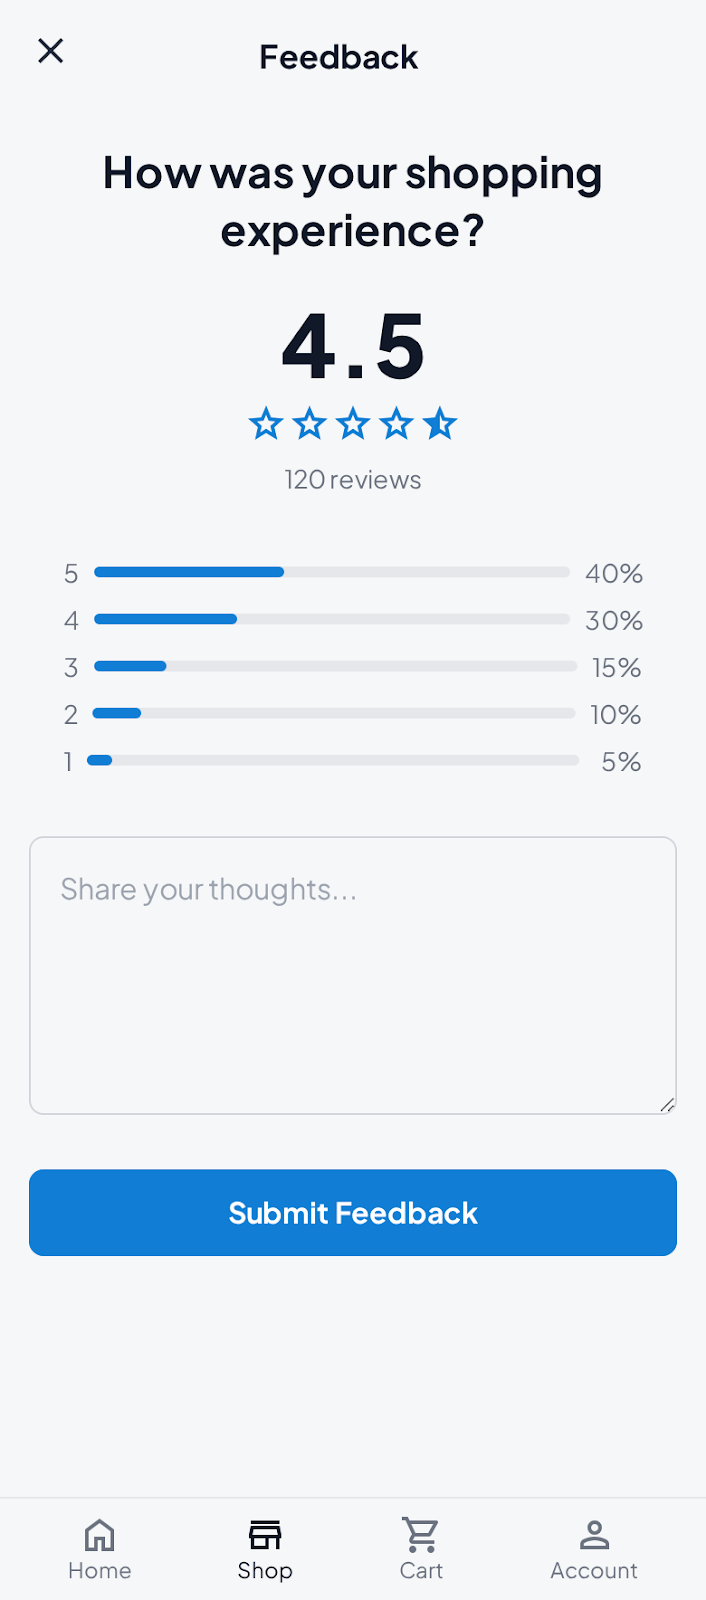 Feedback
How was your shopping
experience?
4.5
120 reviews
5 40%
4 30%
3 15%
2 10%
1 5%
Share your thoughts...
Submit Feedback
Home Shop Cart Account